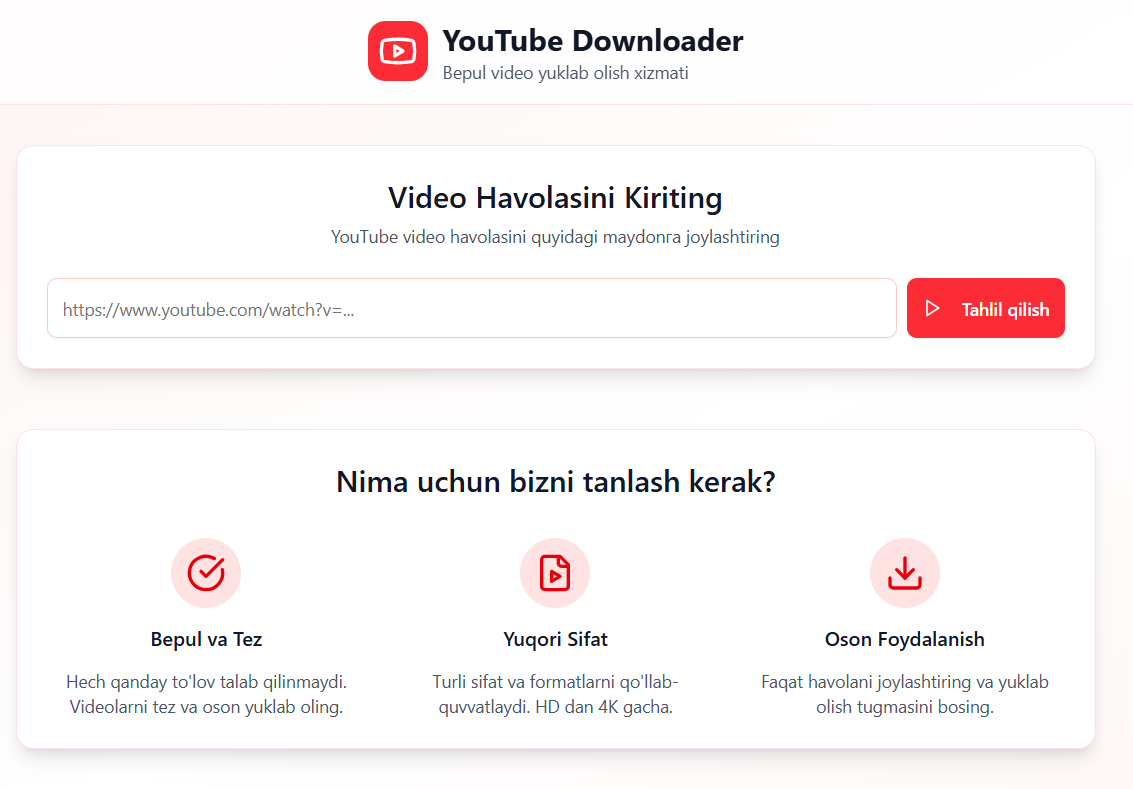 YouTube Downloader
Bepul video yuklab olish xizmati
Video Havolasini Kiriting
YouTube video havolasini quyidagi maydonга joylashtiring
https://www.youtube.com/watch?v=...
Tahlil qilish
Nima uchun bizni tanlash kerak?
Bepul va Tez
Hech qanday to'lov talab qilinmaydi.
Videolarni tez va oson yuklab oling.
Yuqori Sifat
Turli sifat va formatlarni qo'llab-
quvvatlaydi. HD dan 4K gacha.
Oson Foydalanish
Faqat havolani joylashtiring va yuklab
olish tugmasini bosing.